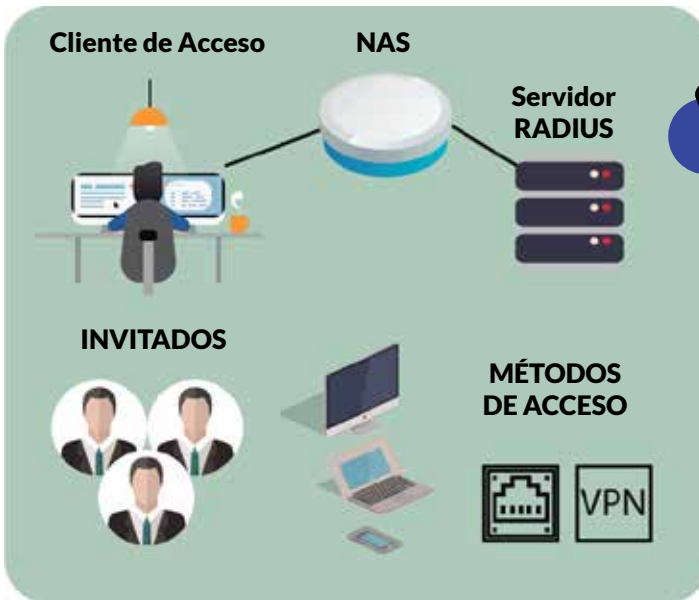 Cliente de Acceso
NAS
Servidor
RADIUS
INVITADOS
MÉTODOS
DE ACCESO
VPN